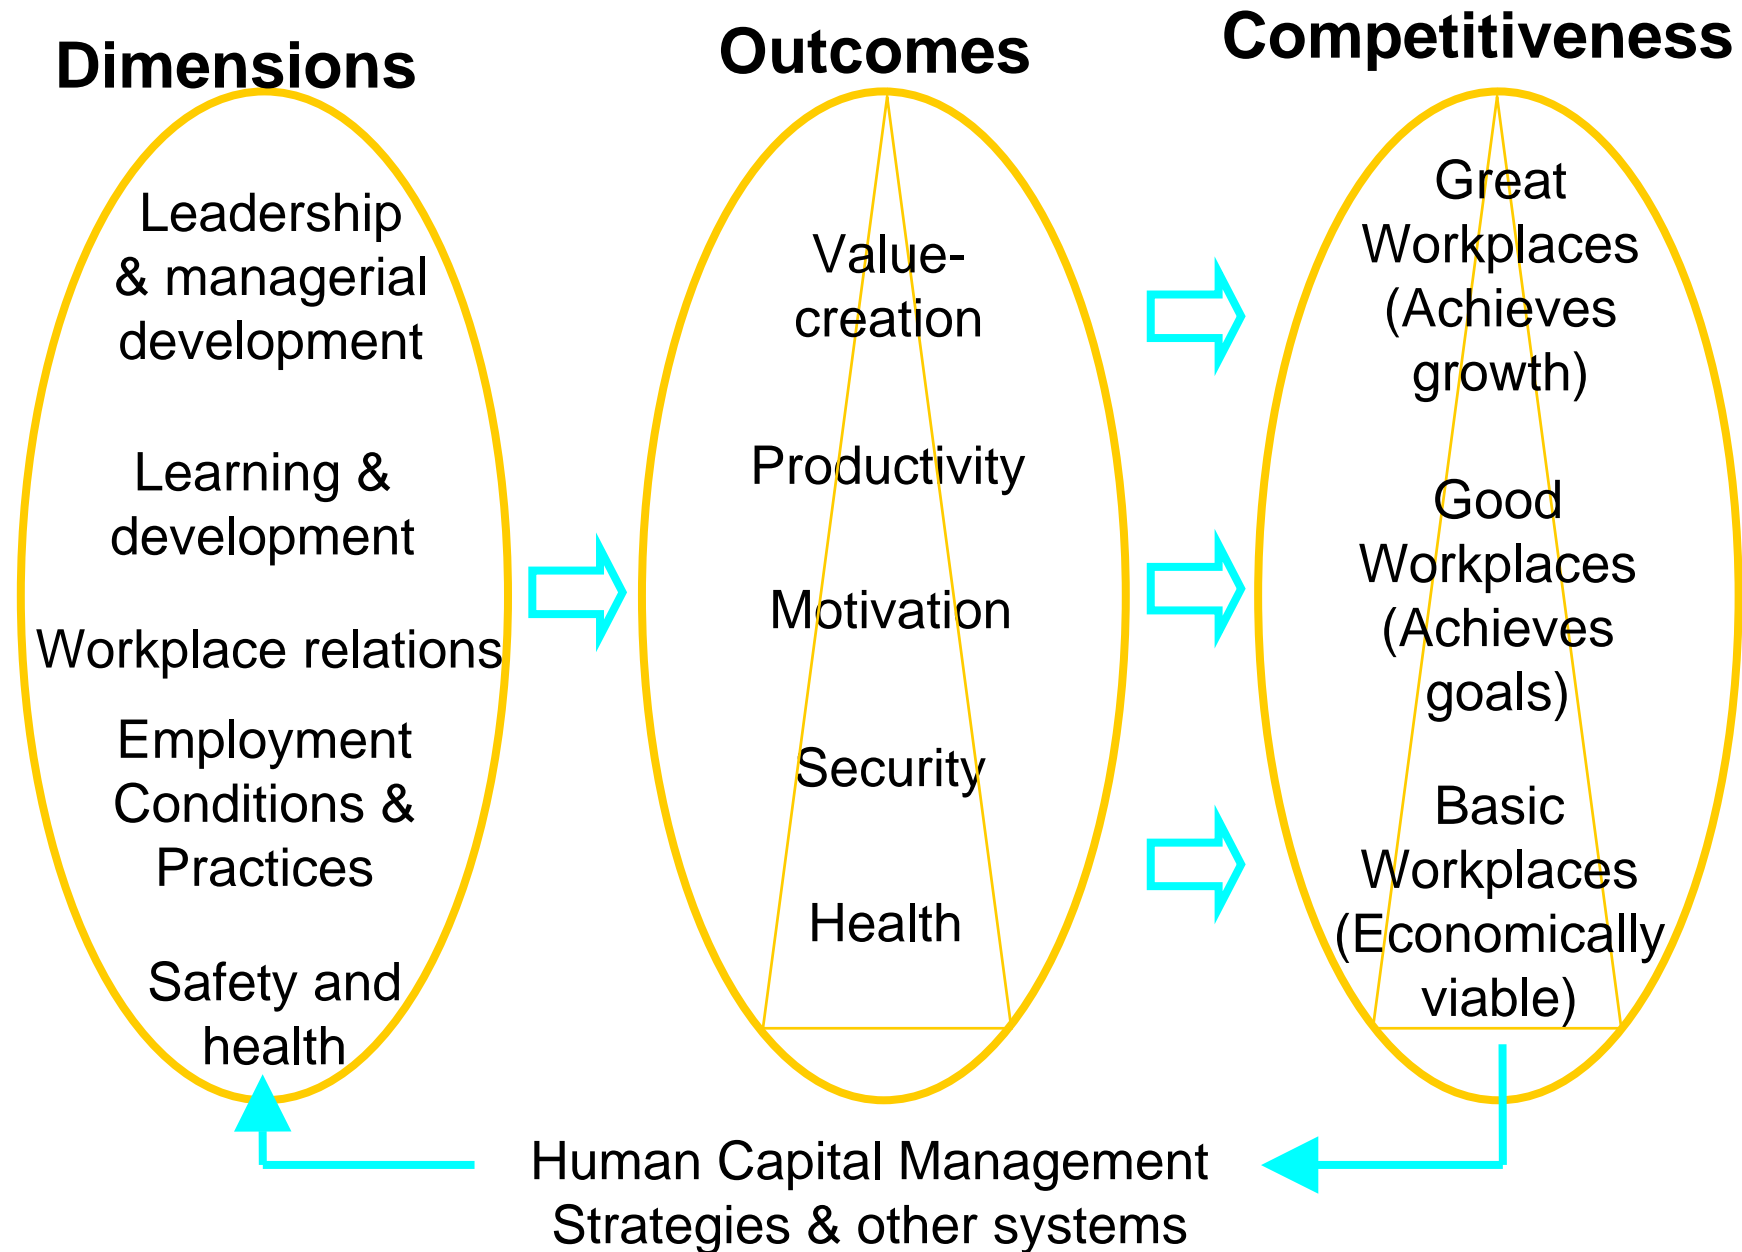 Dimensions
Leadership
& managerial
development
Learning &
development
Workplace relations
Employment
Conditions &
Practices
Safety and
health
Outcomes
Value-
creation
Productivity
Motivation
Security
Health
Competitiveness
Great
Workplaces
(Achieves
growth)
Good
Workplaces
(Achieves
goals)
Basic
Workplaces
(Economically
viable)
Human Capital Management
Strategies & other systems